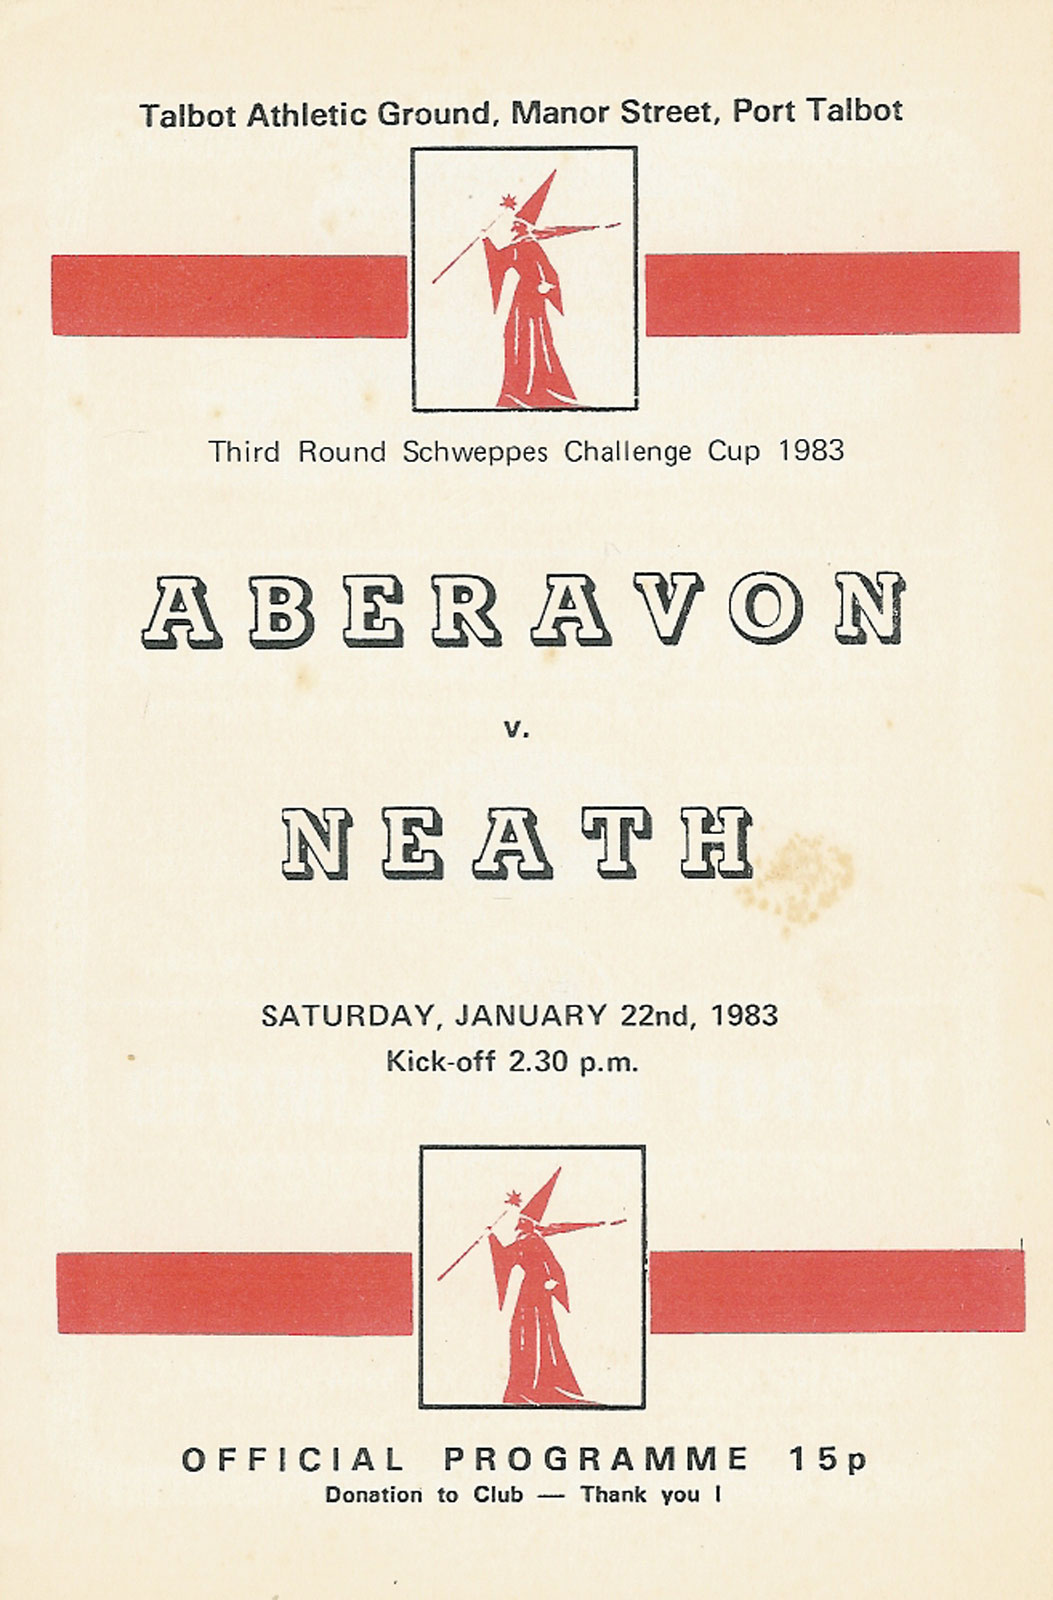 Talbot Athletic Ground, Manor Street, Port Talbot
Third Round Schweppes Challenge Cup 1983
ABERAVON
v.
NEATH
SATURDAY, JANUARY 22nd, 1983
Kick-off 2.30 p.m.
OFFICIAL PROGRAMME 15p
Donation to Club — Thank you !